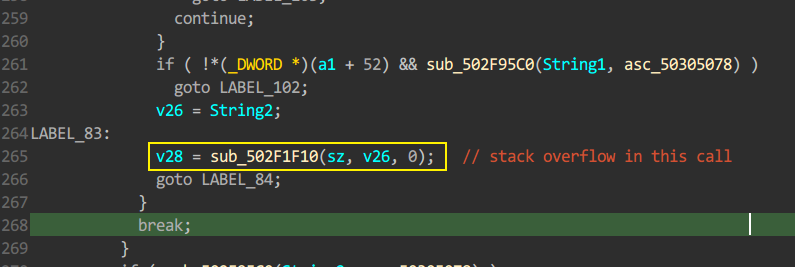 259 continue;
260 }
261 if ( !*(_DWORD *)(a1 + 52) && sub_502F95C0(String1, asc_50305078) )
262 goto LABEL_102;
263 v26 = String2;
264 LABEL_83:
265 v28 = sub_502F1F10(sz, v26, 0); // stack overflow in this call
266 goto LABEL_84;
267 }
268 break;
269 }